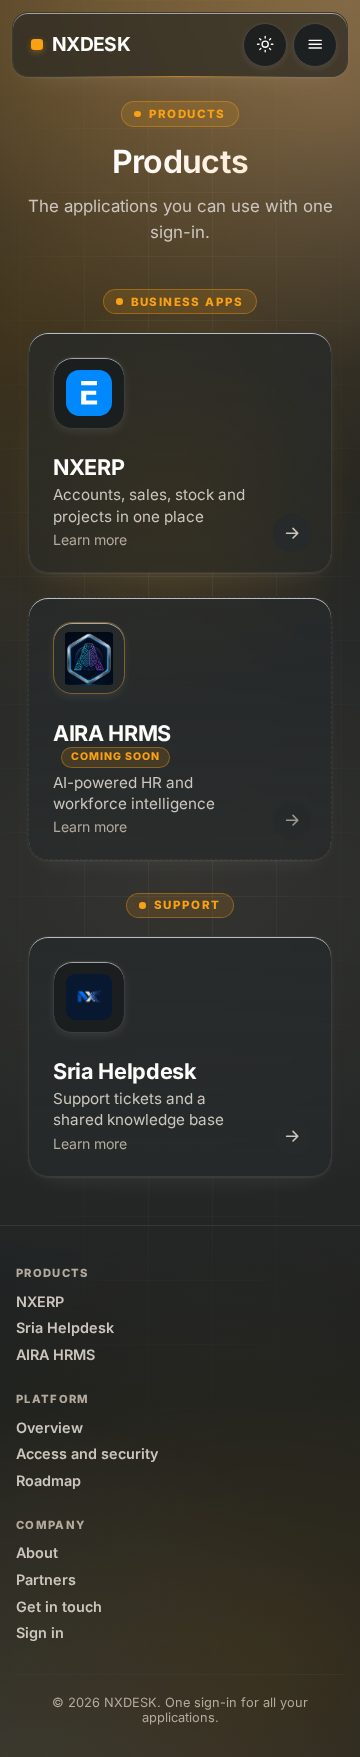 NXDESK
PRODUCTS
Products
The applications you can use with one
sign-in.
BUSINESS APPS
E
NXERP
Accounts, sales, stock and
projects in one place
Learn more
AIRA HRMS
COMING SOON
AI-powered HR and
workforce intelligence
Learn more
SUPPORT
NX
Sria Helpdesk
Support tickets and a
shared knowledge base
Learn more
PRODUCTS
NXERP
Sria Helpdesk
AIRA HRMS
PLATFORM
Overview
Access and security
Roadmap
COMPANY
About
Partners
Get in touch
Sign in
© 2026 NXDESK. One sign-in for all your
applications.